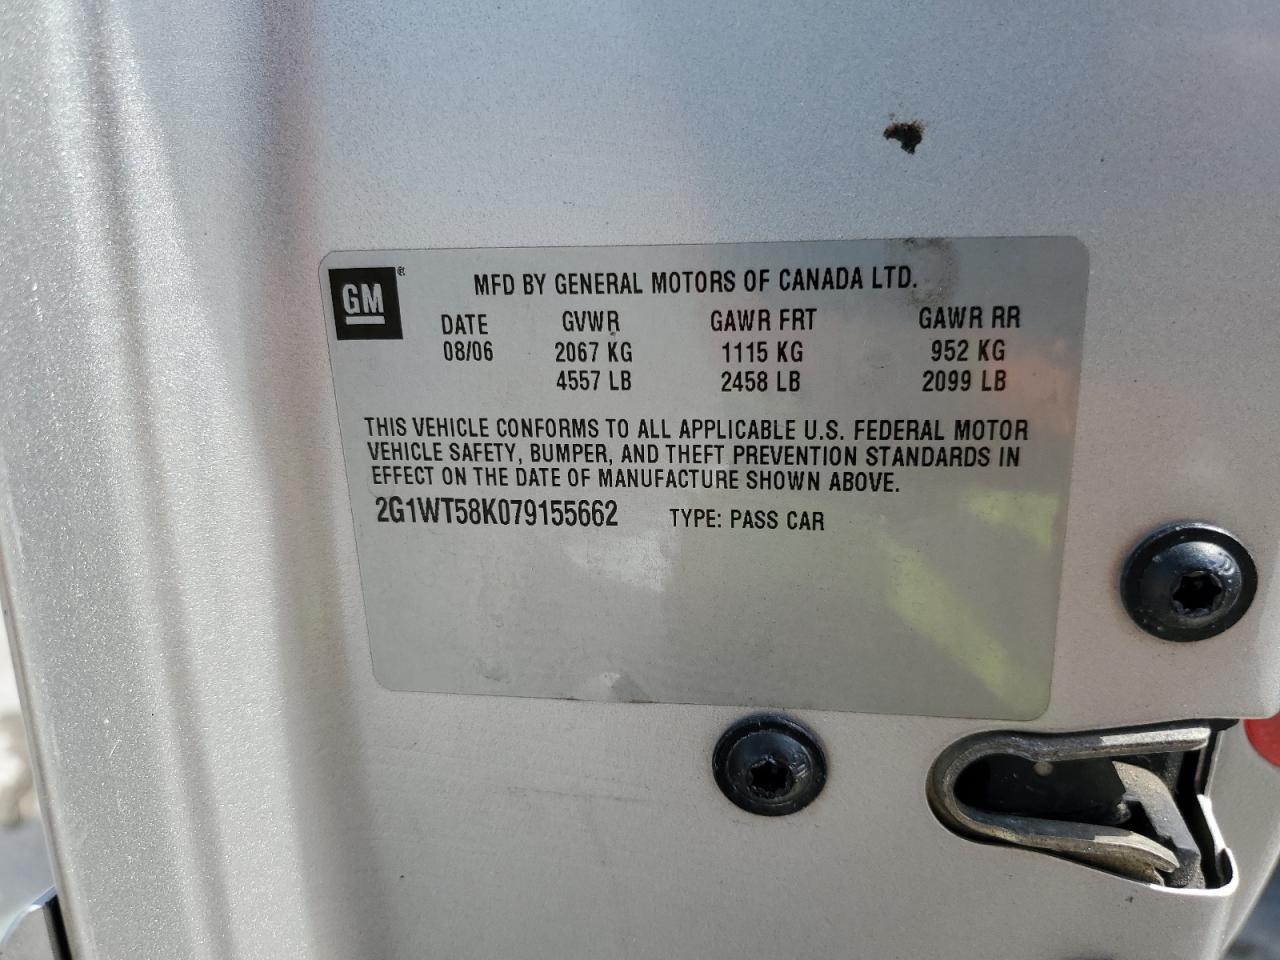 GM®
MFD BY GENERAL MOTORS OF CANADA LTD.
DATE GVWR GAWR FRT GAWR RR
08/06 2067 KG 1115 KG 952 KG
4557 LB 2458 LB 2099 LB
THIS VEHICLE CONFORMS TO ALL APPLICABLE U.S. FEDERAL MOTOR
VEHICLE SAFETY, BUMPER, AND THEFT PREVENTION STANDARDS IN
EFFECT ON THE DATE OF MANUFACTURE SHOWN ABOVE.
2G1WT58K079155662 TYPE: PASS CAR